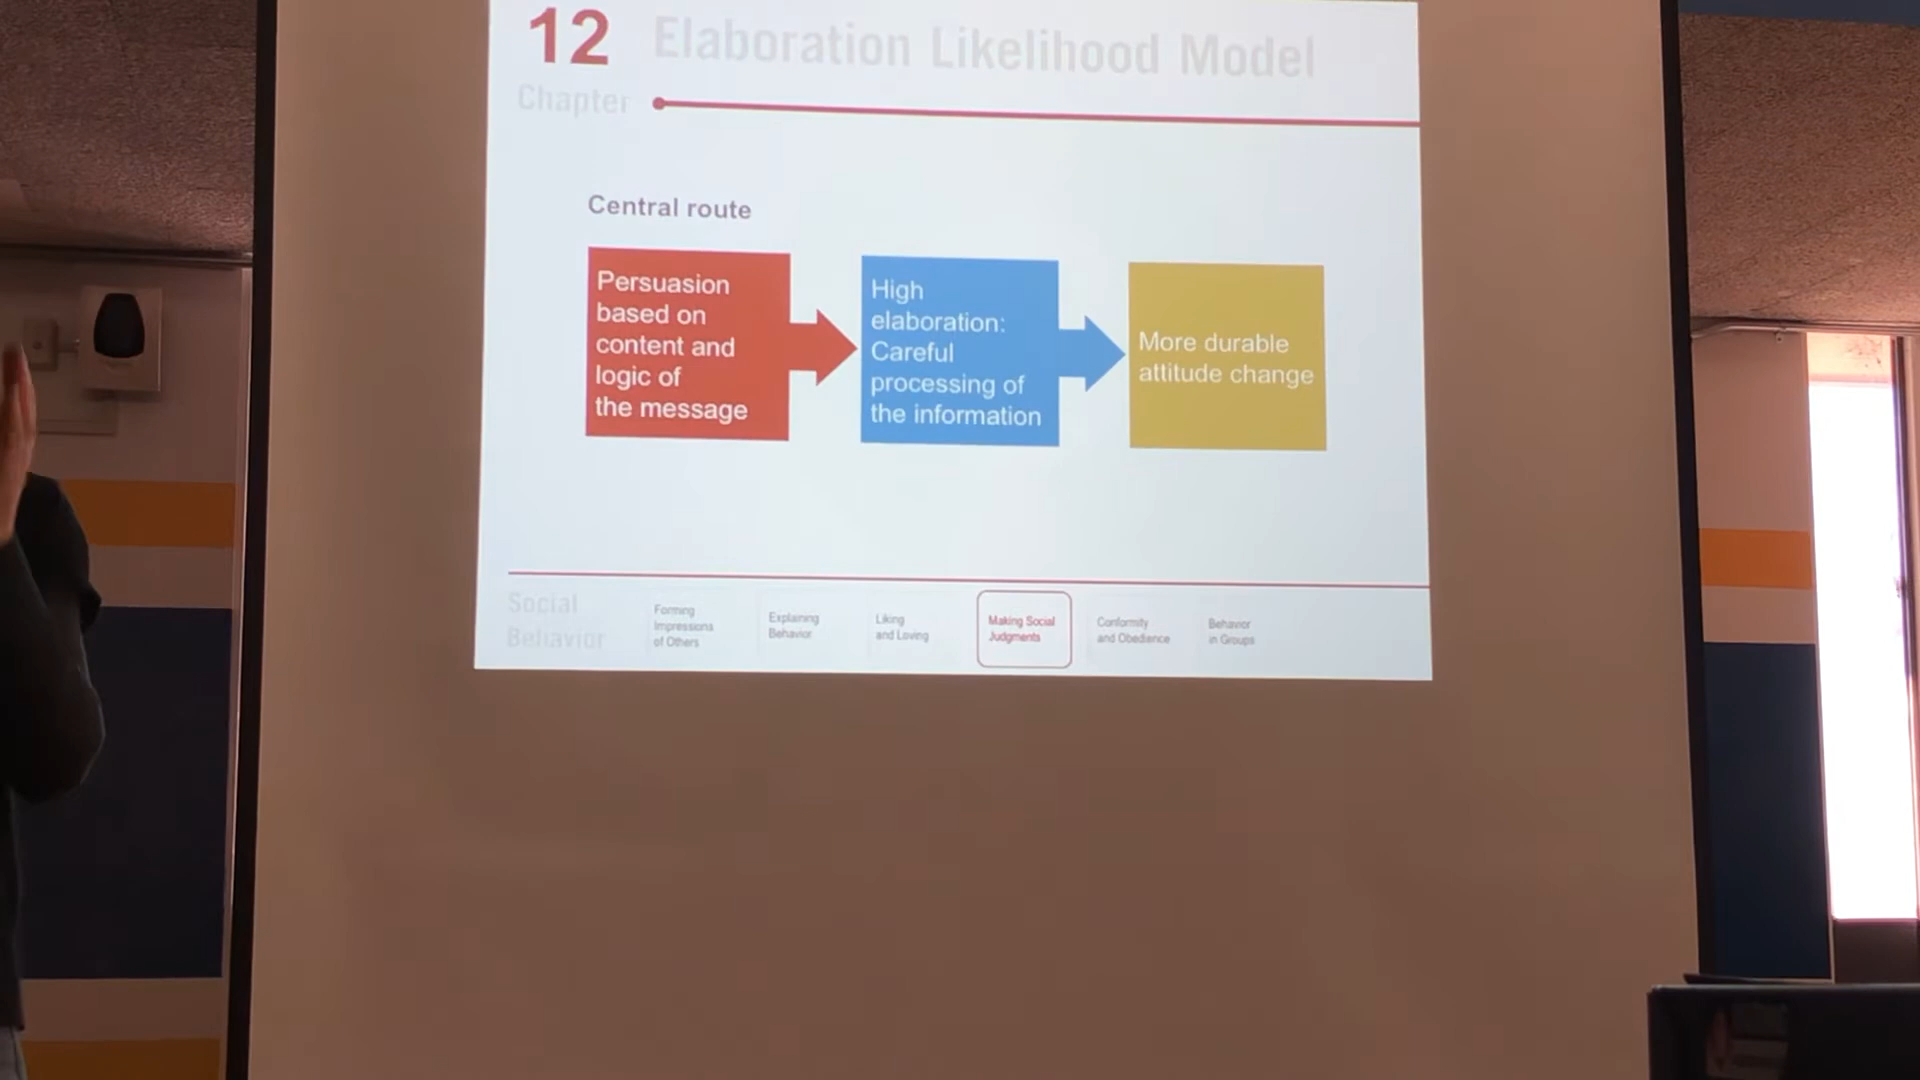 12 Elaboration Likelihood Model
Chapter
Central route
Persuasion
based on
content and
logic of
the message
High
elaboration:
Careful
processing of
the information
More durable
attitude change
Social
Behavior
Forming
Impressions
of Others
Explaining
Behavior
Liking
and Loving
Making Social
Judgments
Conformity
and Obedience
Behavior
in Groups